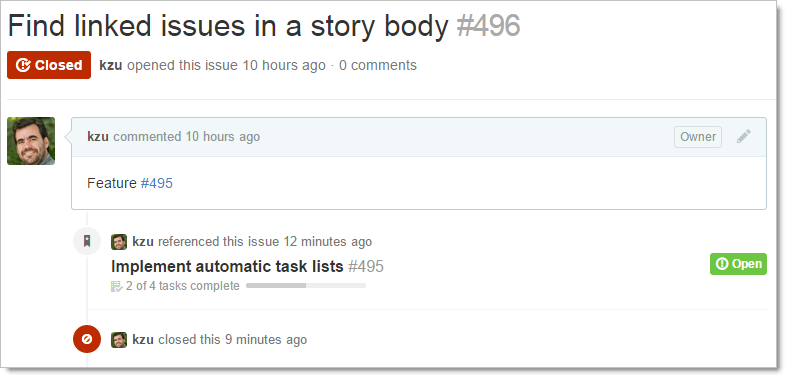 Find linked issues in a story body #496
Closed kzu opened this issue 10 hours ago · 0 comments
kzu commented 10 hours ago Owner
Feature #495
kzu referenced this issue 12 minutes ago
Implement automatic task lists #495 Open
2 of 4 tasks complete
kzu closed this 9 minutes ago